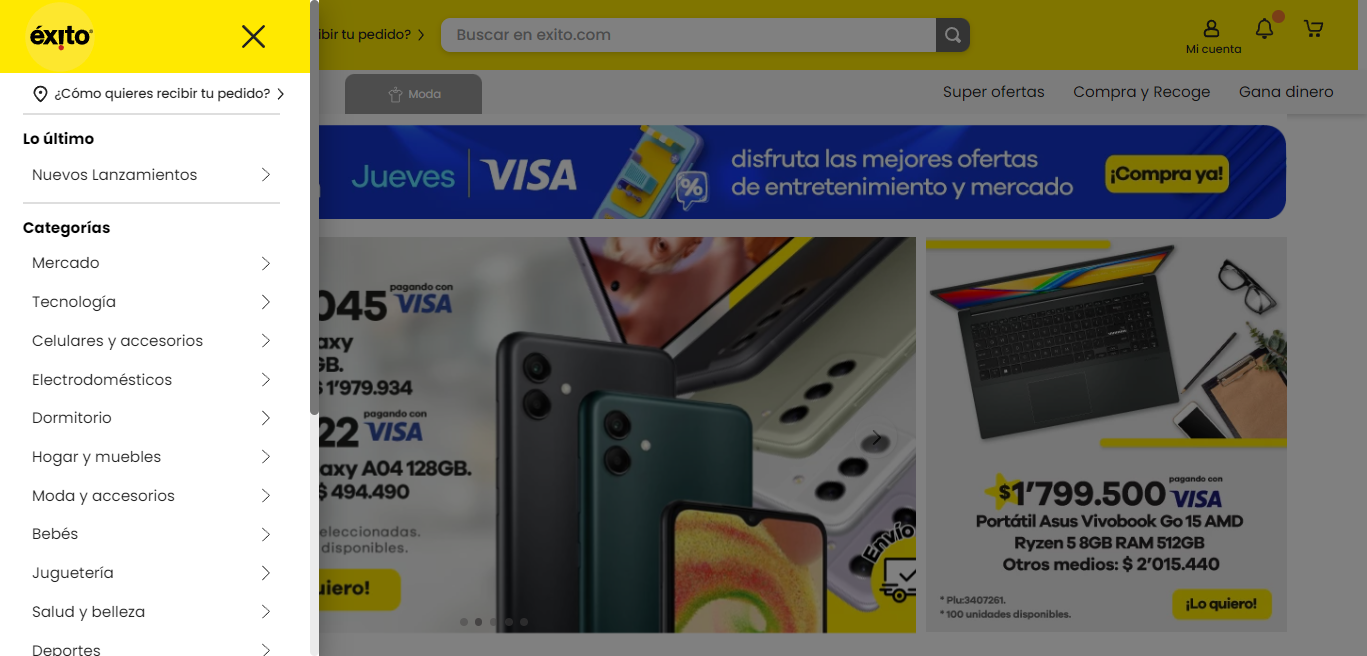 éxito
¿Cómo quieres recibir tu pedido?
Lo último
Nuevos Lanzamientos
Categorías
Mercado
Tecnología
Celulares y accesorios
Electrodomésticos
Dormitorio
Hogar y muebles
Moda y accesorios
Bebés
Juguetería
Salud y belleza
Deportes
ibir tu pedido?
Buscar en exito.com
Mi cuenta
Moda
Super ofertas
Compra y Recoge
Gana dinero
Jueves VISA
disfruta las mejores ofertas
de entretenimiento y mercado
¡Compra ya!
045 pagando con
VISA
axy
GB.
$ 1'979.934
22 pagando con
VISA
axy A04 128GB.
$ 494.490
eleccionadas.
disponibles.
uiero!
Envío
$1'799.500 pagando con
VISA
Portátil Asus Vivobook Go 15 AMD
Ryzen 5 8GB RAM 512GB
Otros medios: $ 2'015.440
* Plu:3407261.
* 100 unidades disponibles.
¡Lo quiero!